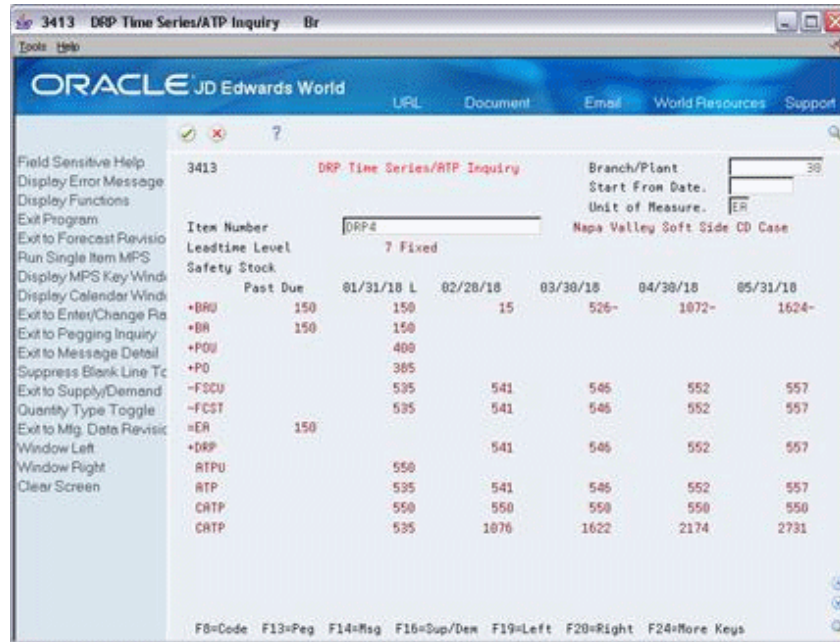 3413 DRP Time Series/ATP Inquiry Br
Tools Help
ORACLE JD Edwards World
URL Document Email World Resources Support
?
Field Sensitive Help
Display Error Message
Display Functions
Exit Program
Exit to Forecast Revisio
Run Single Item MPS
Display MPS Key Wind
Display Calendar Wind
Exit to Enter/Change Ra
Exit to Pegging Inquiry
Exit to Message Detail
Suppress Blank Line To
Exit to Supply/Demand
Quantity Type Toggle
Exit to Mfg. Data Revisio
Window Left
Window Right
Clear Screen
3413 DRP Time Series/ATP Inquiry Branch/Plant 30
Start From Date.
Unit of Measure. EA
Item Number DRP4 Napa Valley Soft Side CD Case
Leadtime Level 7 Fixed
Safety Stock
Past Due 01/31/18 L 02/28/18 03/30/18 04/30/18 05/31/18
+BAU 150 150 15 526- 1072- 1624-
+BA 150 150
+POU 400
+PO 385
-FSCU 535 541 546 552 557
-FCST 535 541 546 552 557
=EA 150
+DRP 541 546 552 557
ATPU 550
ATP 535 541 546 552 557
CATP 550 550 550 550 550
CATP 535 1076 1622 2174 2731
F8=Code F13=Peg F14=Msg F16=Sup/Dem F19=Left F20=Right F24=More Keys